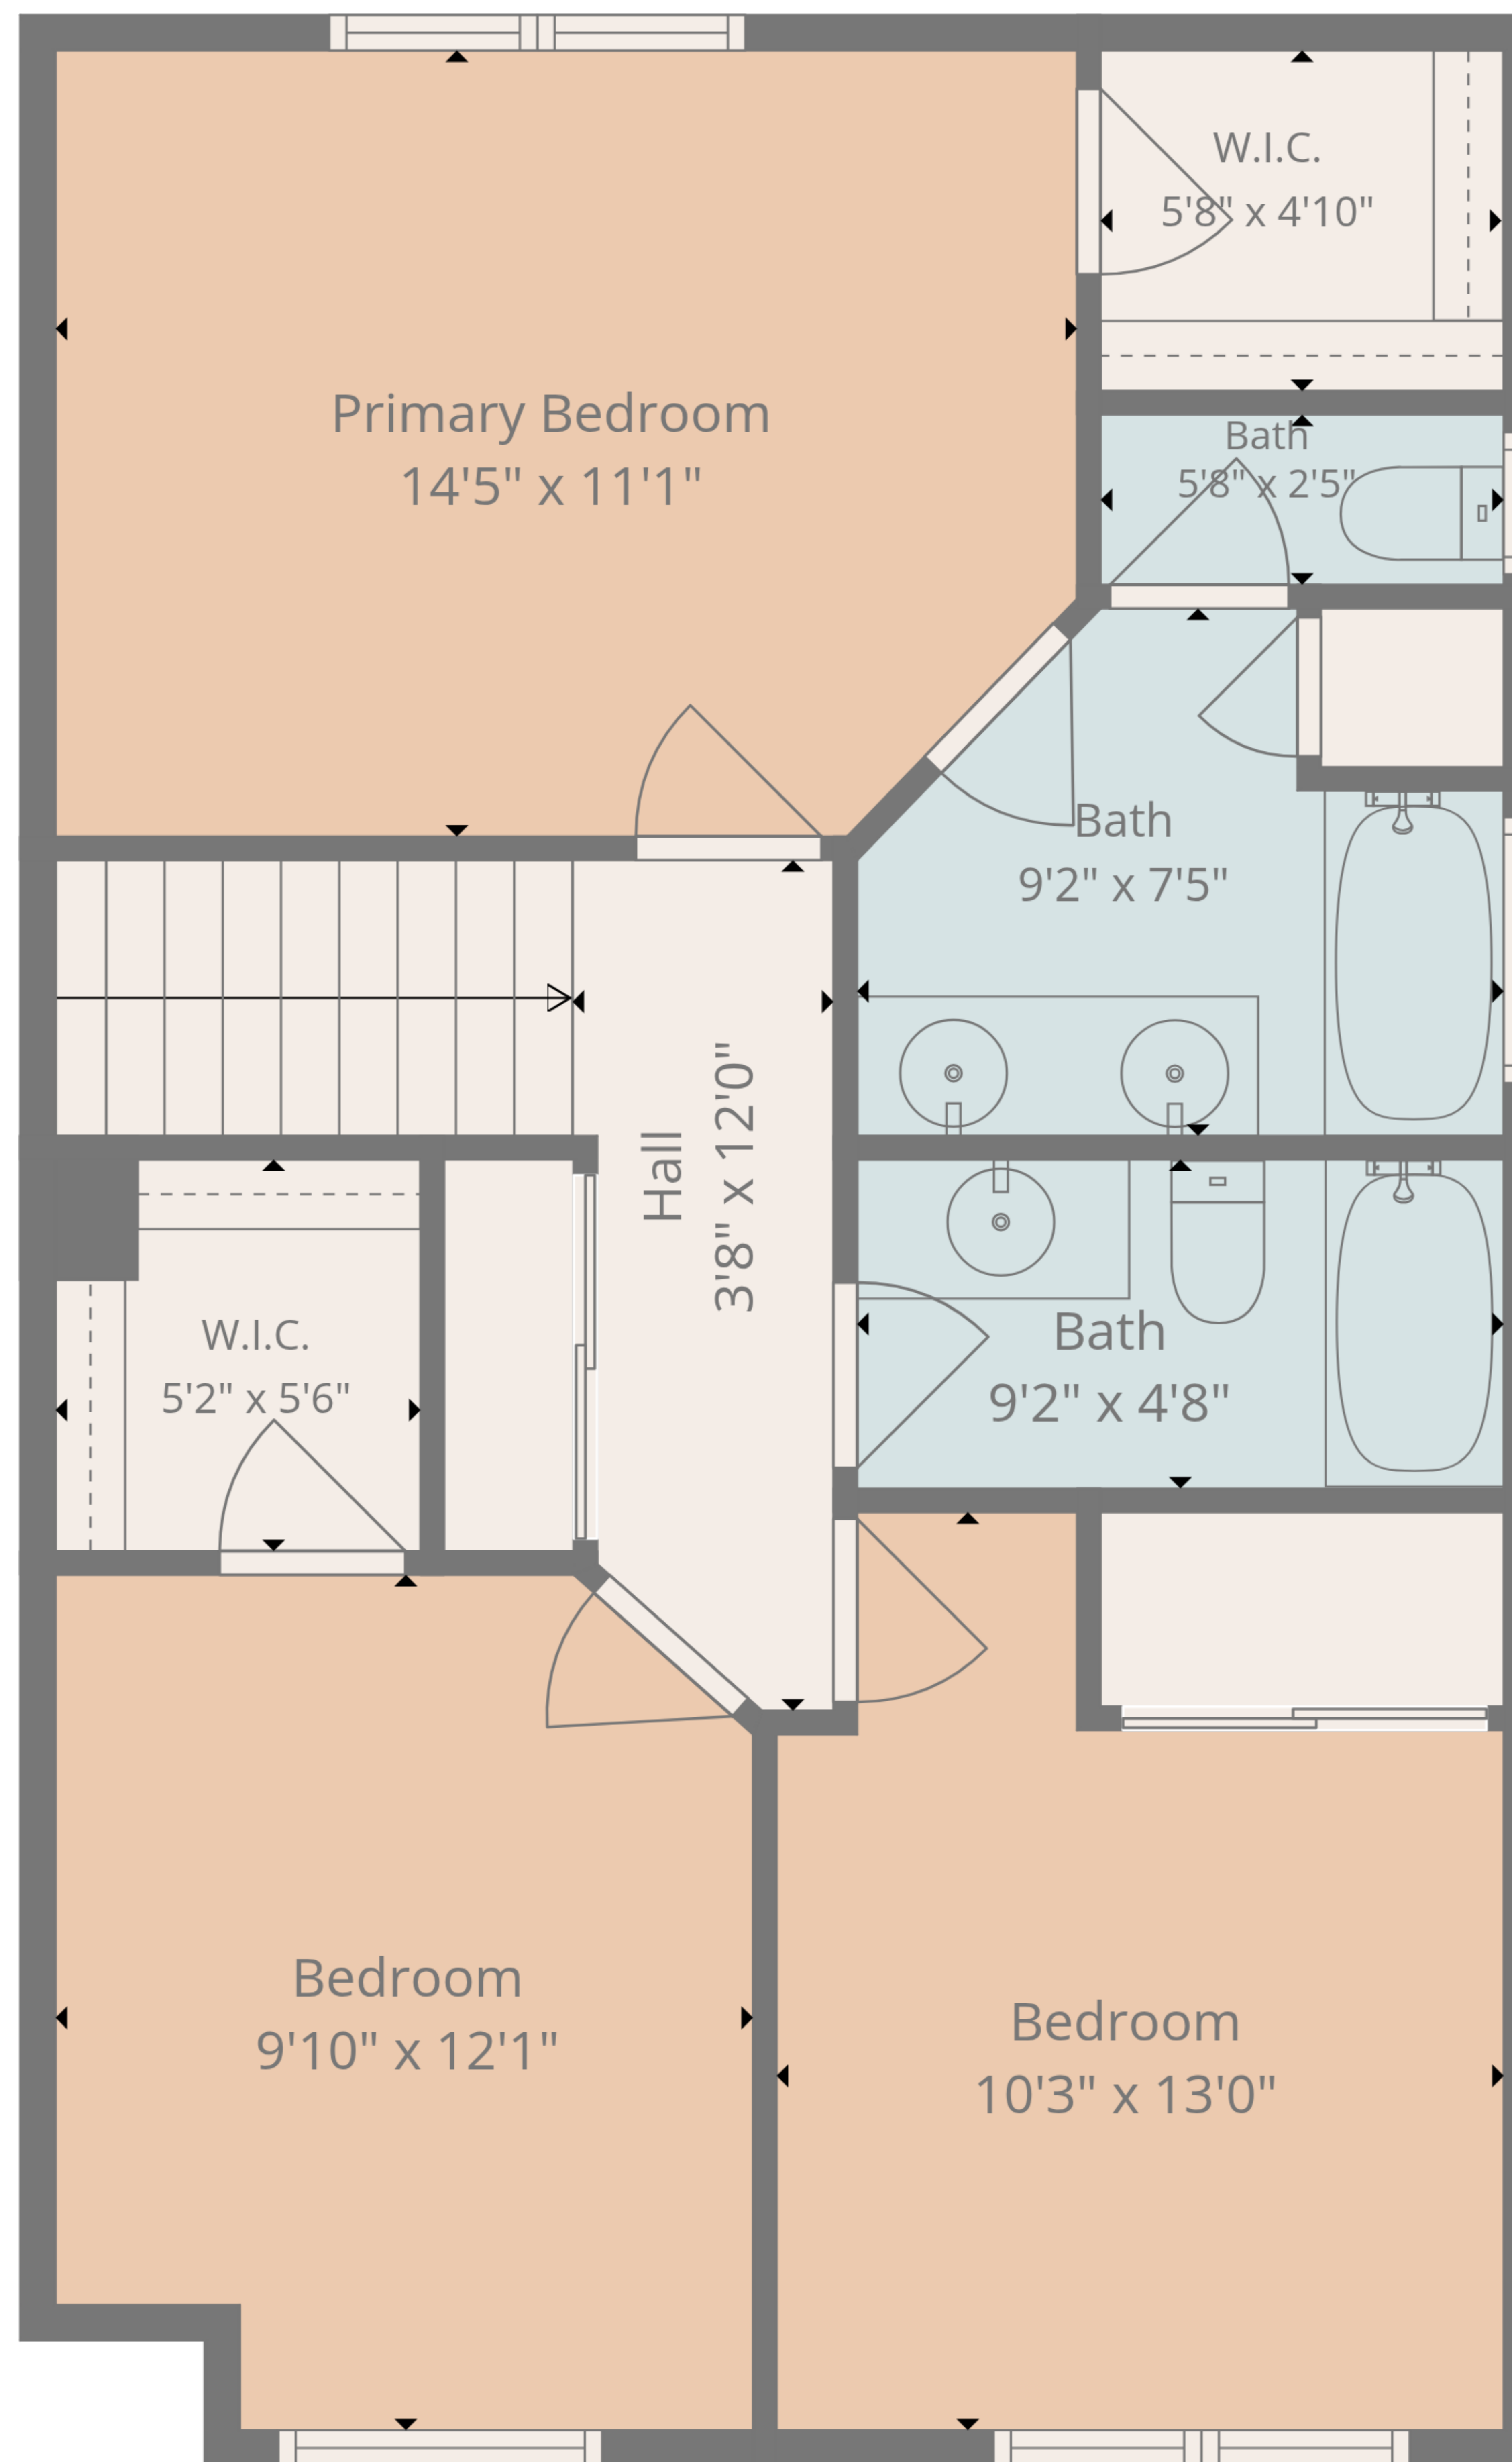 W.I.C.
5'8" x 4'10"
Primary Bedroom
14'5" x 11'1"
Bath
5'8" x 2'5"
Bath
9'2" x 7'5"
Hall
3'8" x 12'0"
W.I.C.
5'2" x 5'6"
Bath
9'2" x 4'8"
Bedroom
9'10" x 12'1"
Bedroom
10'3" x 13'0"